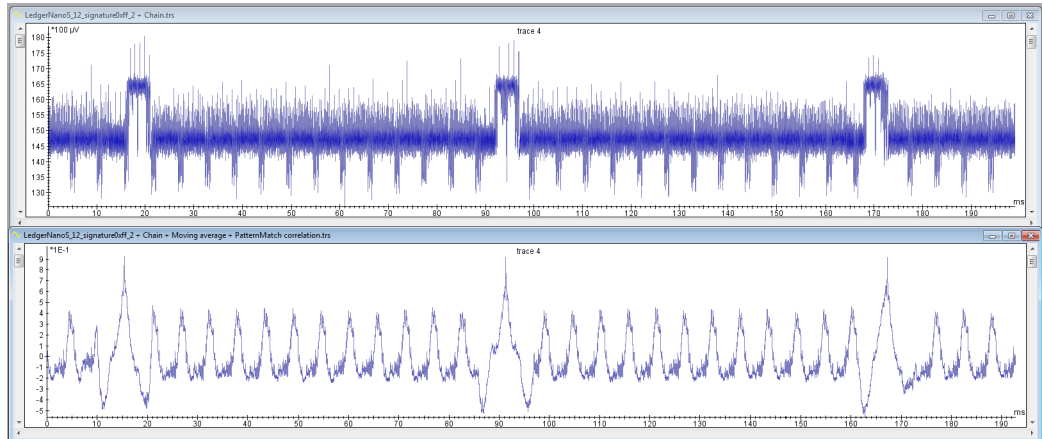 LedgerNanoS_12_signature0xff_2 + Chain.trs
*100 µV
trace 4
180
175
170
165
160
155
150
145
140
135
130
0 10 20 30 40 50 60 70 80 90 100 110 120 130 140 150 160 170 180 190
ms
LedgerNanoS_12_signature0xff_2 + Chain + Moving average + PatternMatch correlation.trs
*1E-1
trace 4
9
8
7
6
5
4
3
2
1
0
-1
-2
-3
-4
-5
0 10 20 30 40 50 60 70 80 90 100 110 120 130 140 150 160 170 180 190
ms